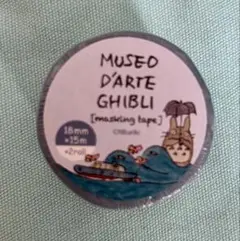 MUSEO
D'ARTE
GHIBLI
[masking tape]
18mm
×15m
×2roll